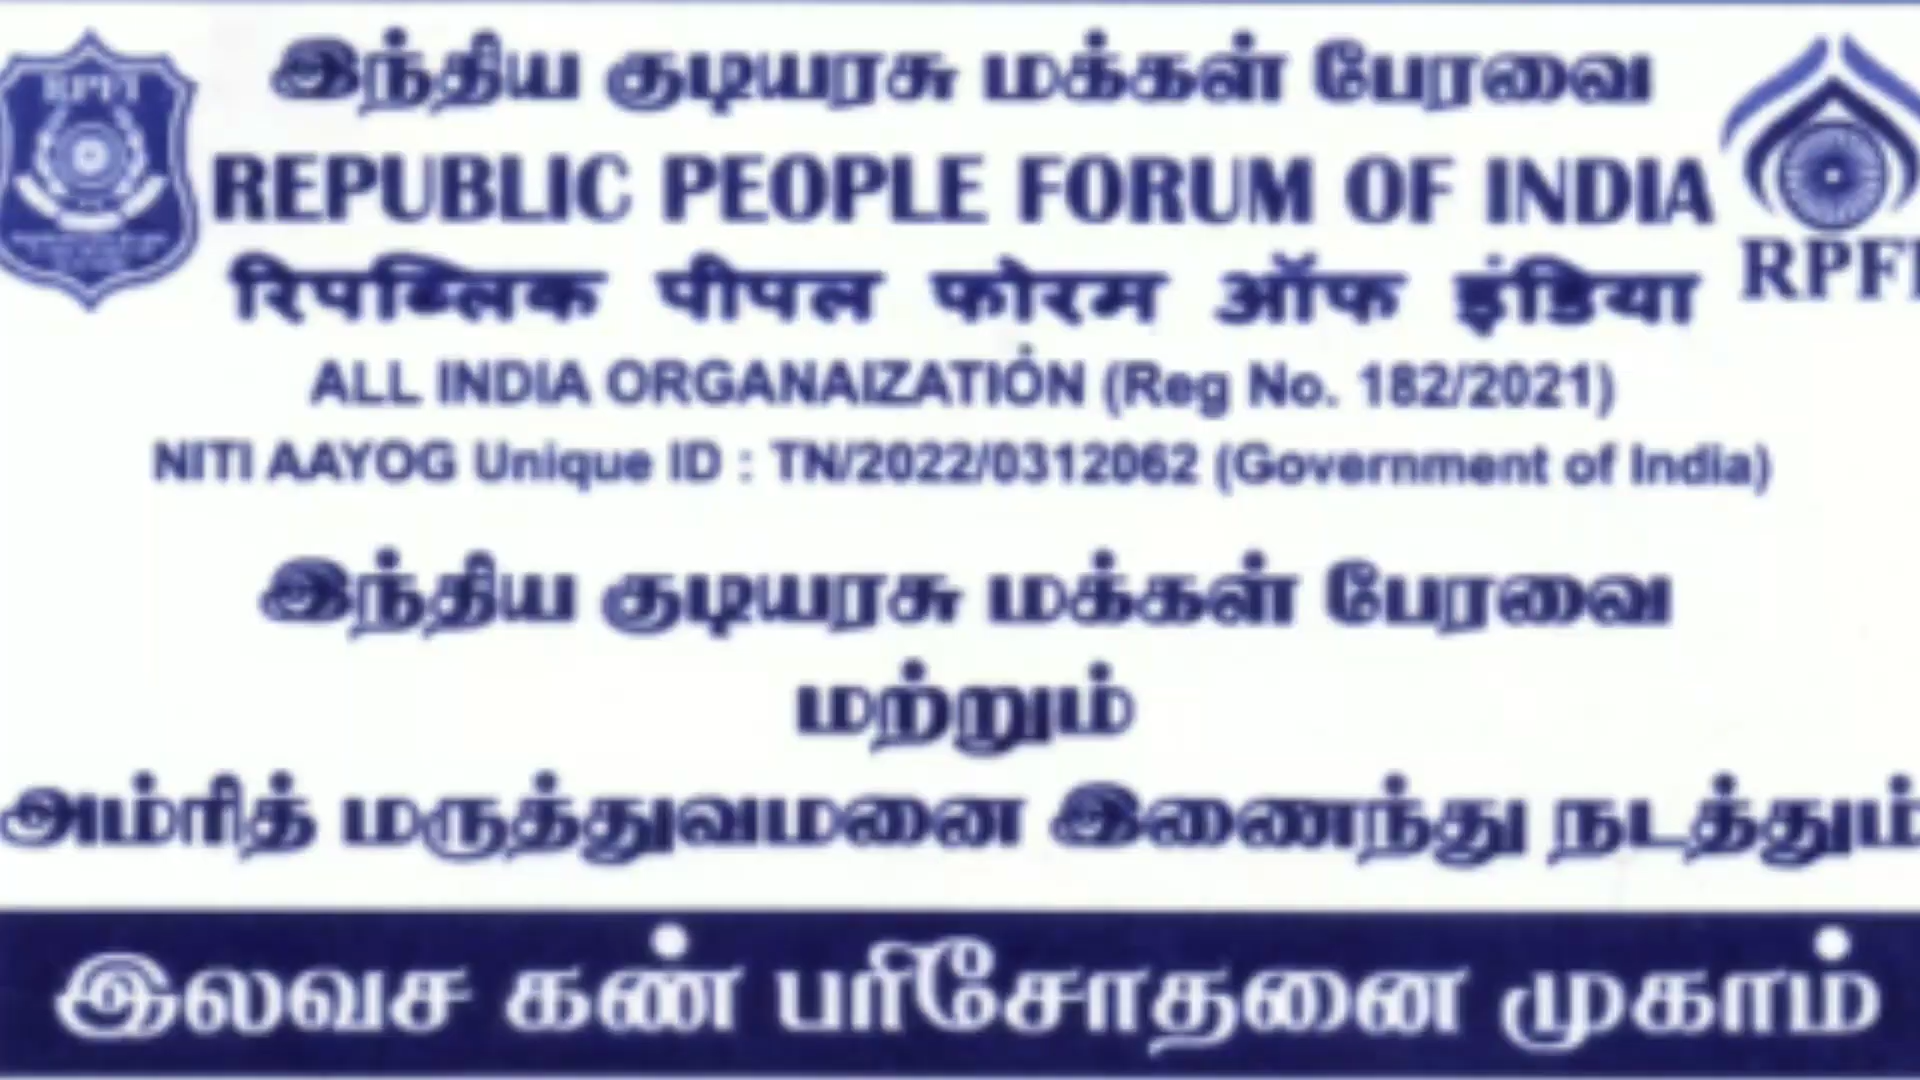 இந்திய குடியரசு மக்கள் பேரவை
RPFI
REPUBLIC PEOPLE FORUM OF INDIA
रिपब्लिक पीपल फोरम ऑफ इंडिया
RPFI
ALL INDIA ORGANAIZATION (Reg No. 182/2021)
NITI AAYOG Unique ID : TN/2022/0312062 (Government of India)
இந்திய குடியரசு மக்கள் பேரவை
மற்றும்
அம்ரித் மருத்துவமனை இணைந்து நடத்தும்
இலவச கண் பரிசோதனை முகாம்